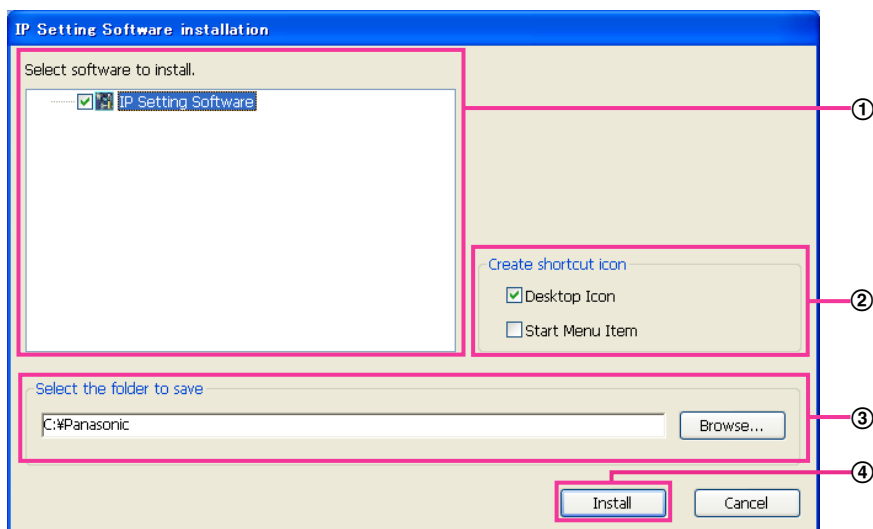 IP Setting Software installation
Select software to install.
IP Setting Software
①
Create shortcut icon
Desktop Icon
②
Start Menu Item
Select the folder to save
C:¥Panasonic
Browse...
③
④
Install
Cancel